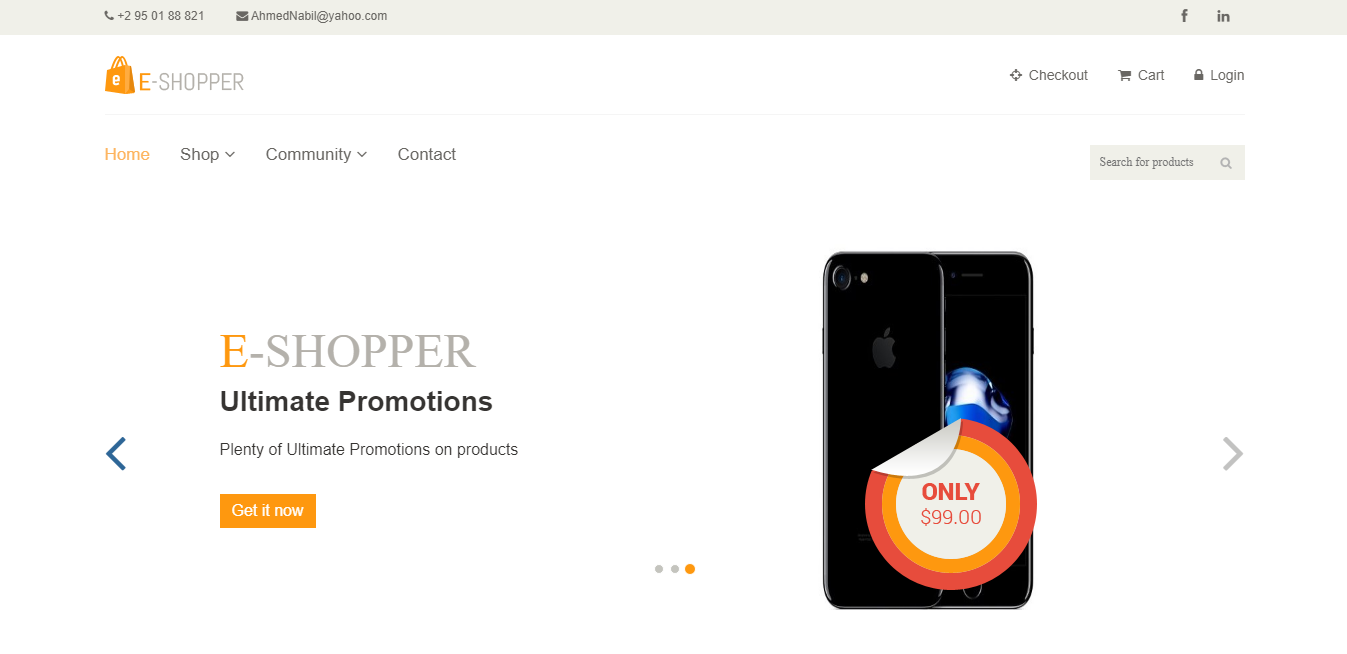 +2 95 01 88 821 AhmedNabil@yahoo.com
e E-SHOPPER
Checkout Cart Login
Home Shop Community Contact
Search for products
E-SHOPPER
Ultimate Promotions
Plenty of Ultimate Promotions on products
Get it now
ONLY
$99.00